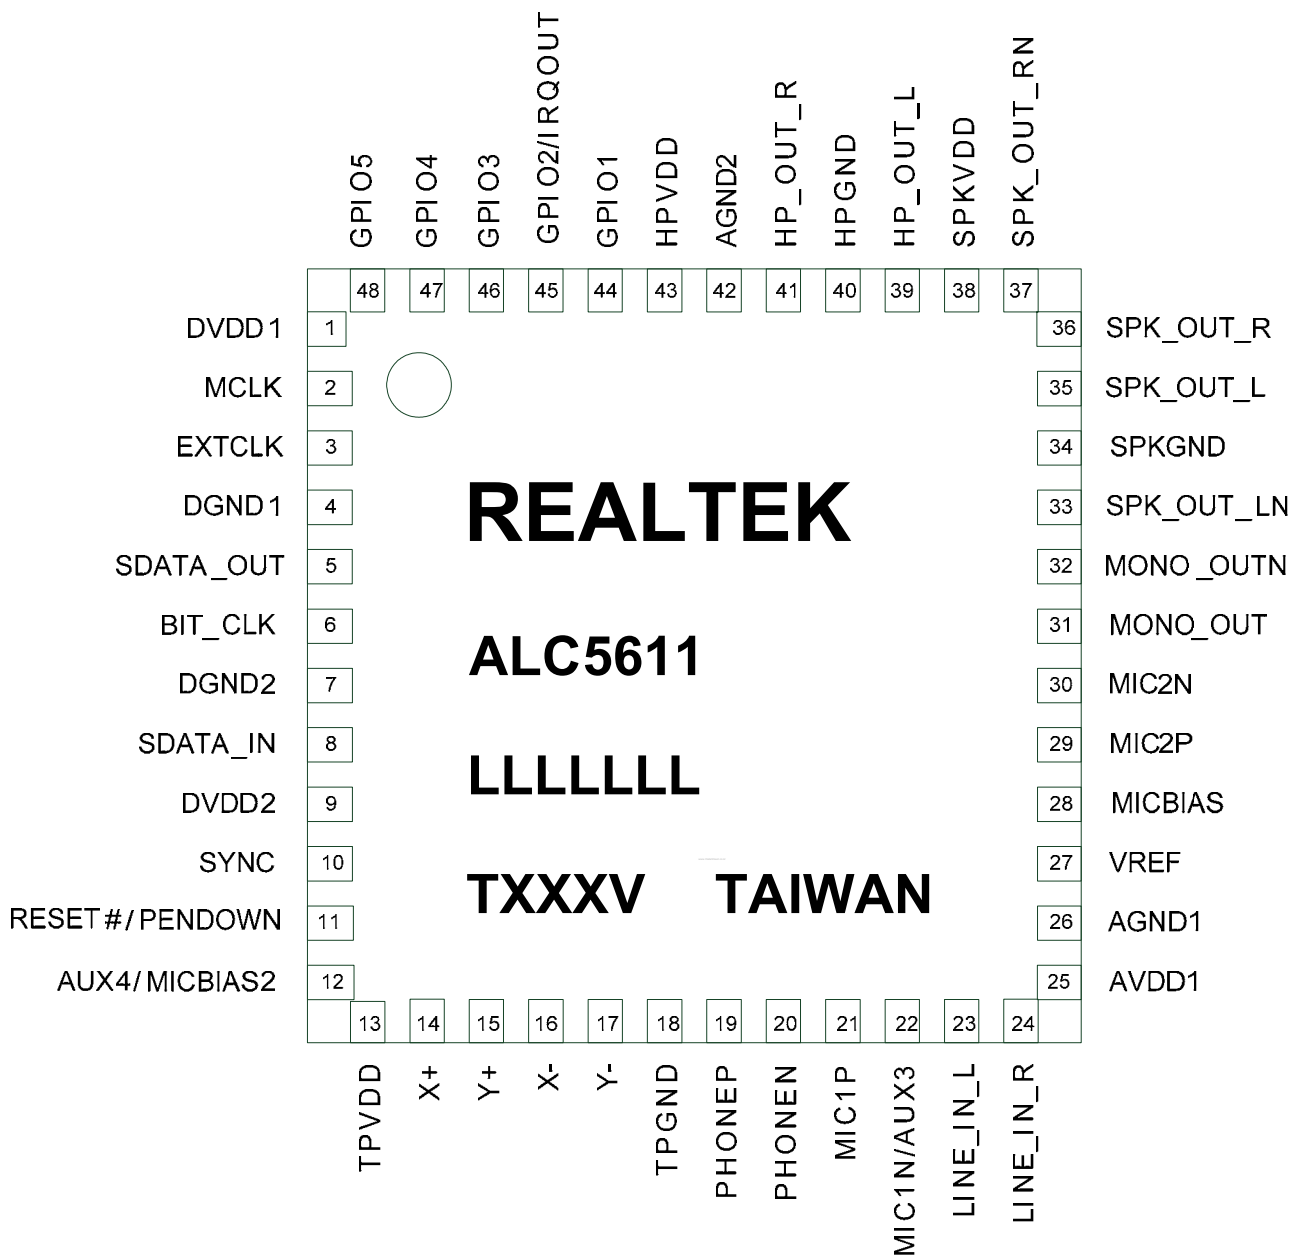 GPIO5
GPIO4
GPIO3
GPIO2/IRQOUT
GPIO1
HPVDD
AGND2
HP_OUT_R
HPGND
HP_OUT_L
SPKVDD
SPK_OUT_RN
48 47 46 45 44 43 42 41 40 39 38 37
DVDD1 1 36 SPK_OUT_R
MCLK 2 35 SPK_OUT_L
EXTCLK 3 34 SPKGND
DGND1 4 33 SPK_OUT_LN
REALTEK
SDATA_OUT 5 32 MONO_OUTN
BIT_CLK 6 31 MONO_OUT
ALC5611
DGND2 7 30 MIC2N
SDATA_IN 8 29 MIC2P
LLLLLLL
DVDD2 9 28 MICBIAS
SYNC 10 27 VREF
TXXXV TAIWAN
RESET#/PENDOWN 11 26 AGND1
AUX4/MICBIAS2 12 25 AVDD1
13 14 15 16 17 18 19 20 21 22 23 24
TPVDD
X+
Y+
X-
Y-
TPGND
PHONEP
PHONEN
MIC1P
MIC1N/AUX3
LINE_IN_L
LINE_IN_R